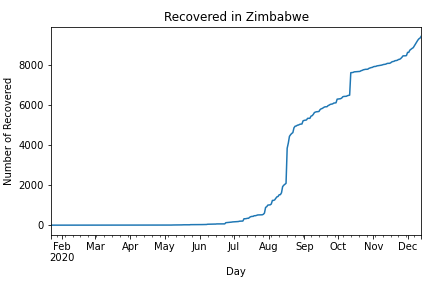 Recovered in Zimbabwe
Number of Recovered
8000
6000
4000
2000
0
Feb Mar Apr May Jun Jul Aug Sep Oct Nov Dec
2020
Day